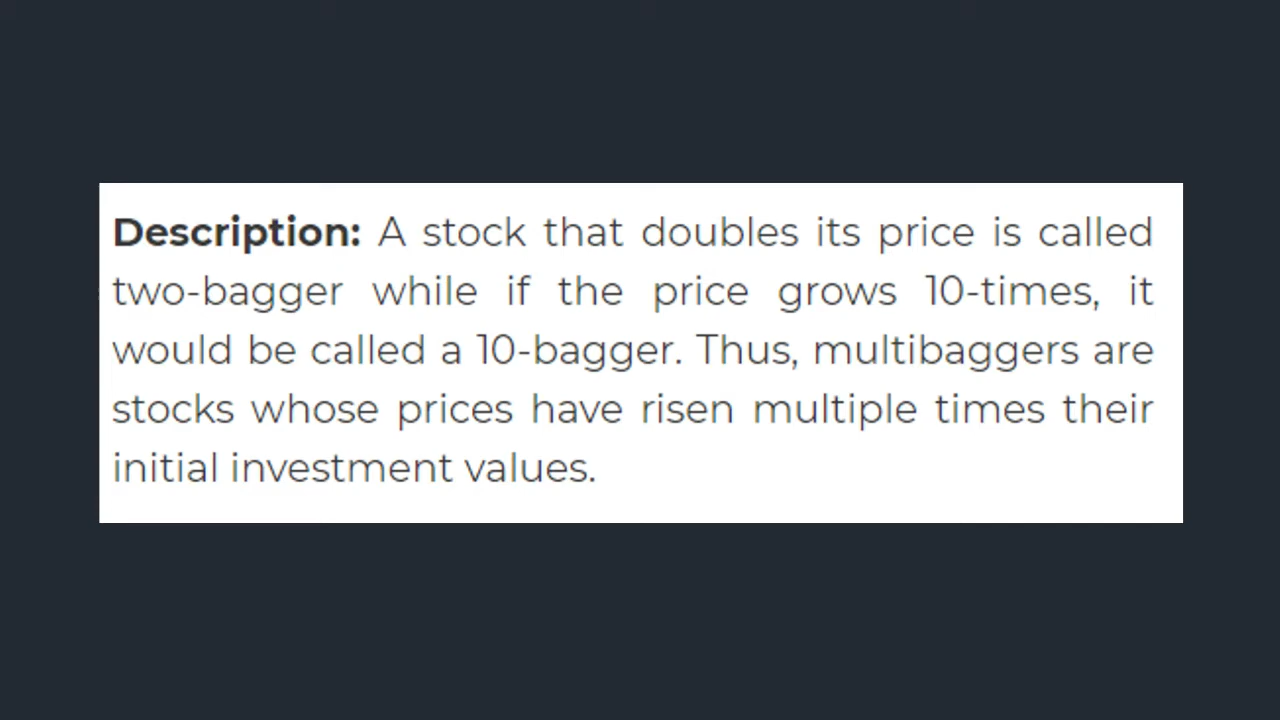 Description: A stock that doubles its price is called
two-bagger while if the price grows 10-times, it
would be called a 10-bagger. Thus, multibaggers are
stocks whose prices have risen multiple times their
initial investment values.